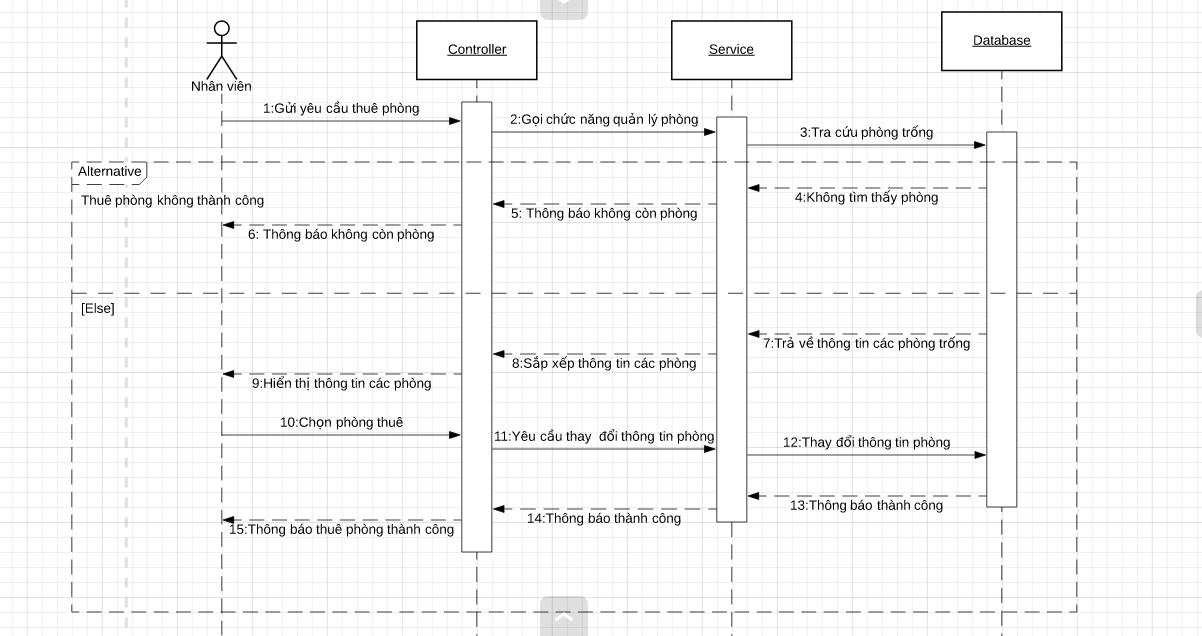 Controller
Service
Database
Nhân viên
1:Gửi yêu cầu thuê phòng
2:Gọi chức năng quản lý phòng
3:Tra cứu phòng trống
Alternative
Thuê phòng không thành công
4:Không tìm thấy phòng
5: Thông báo không còn phòng
6: Thông báo không còn phòng
[Else]
7:Trả về thông tin các phòng trống
8:Sắp xếp thông tin các phòng
9:Hiển thị thông tin các phòng
10:Chọn phòng thuê
11:Yêu cầu thay đổi thông tin phòng
12:Thay đổi thông tin phòng
13:Thông báo thành công
14:Thông báo thành công
15:Thông báo thuê phòng thành công